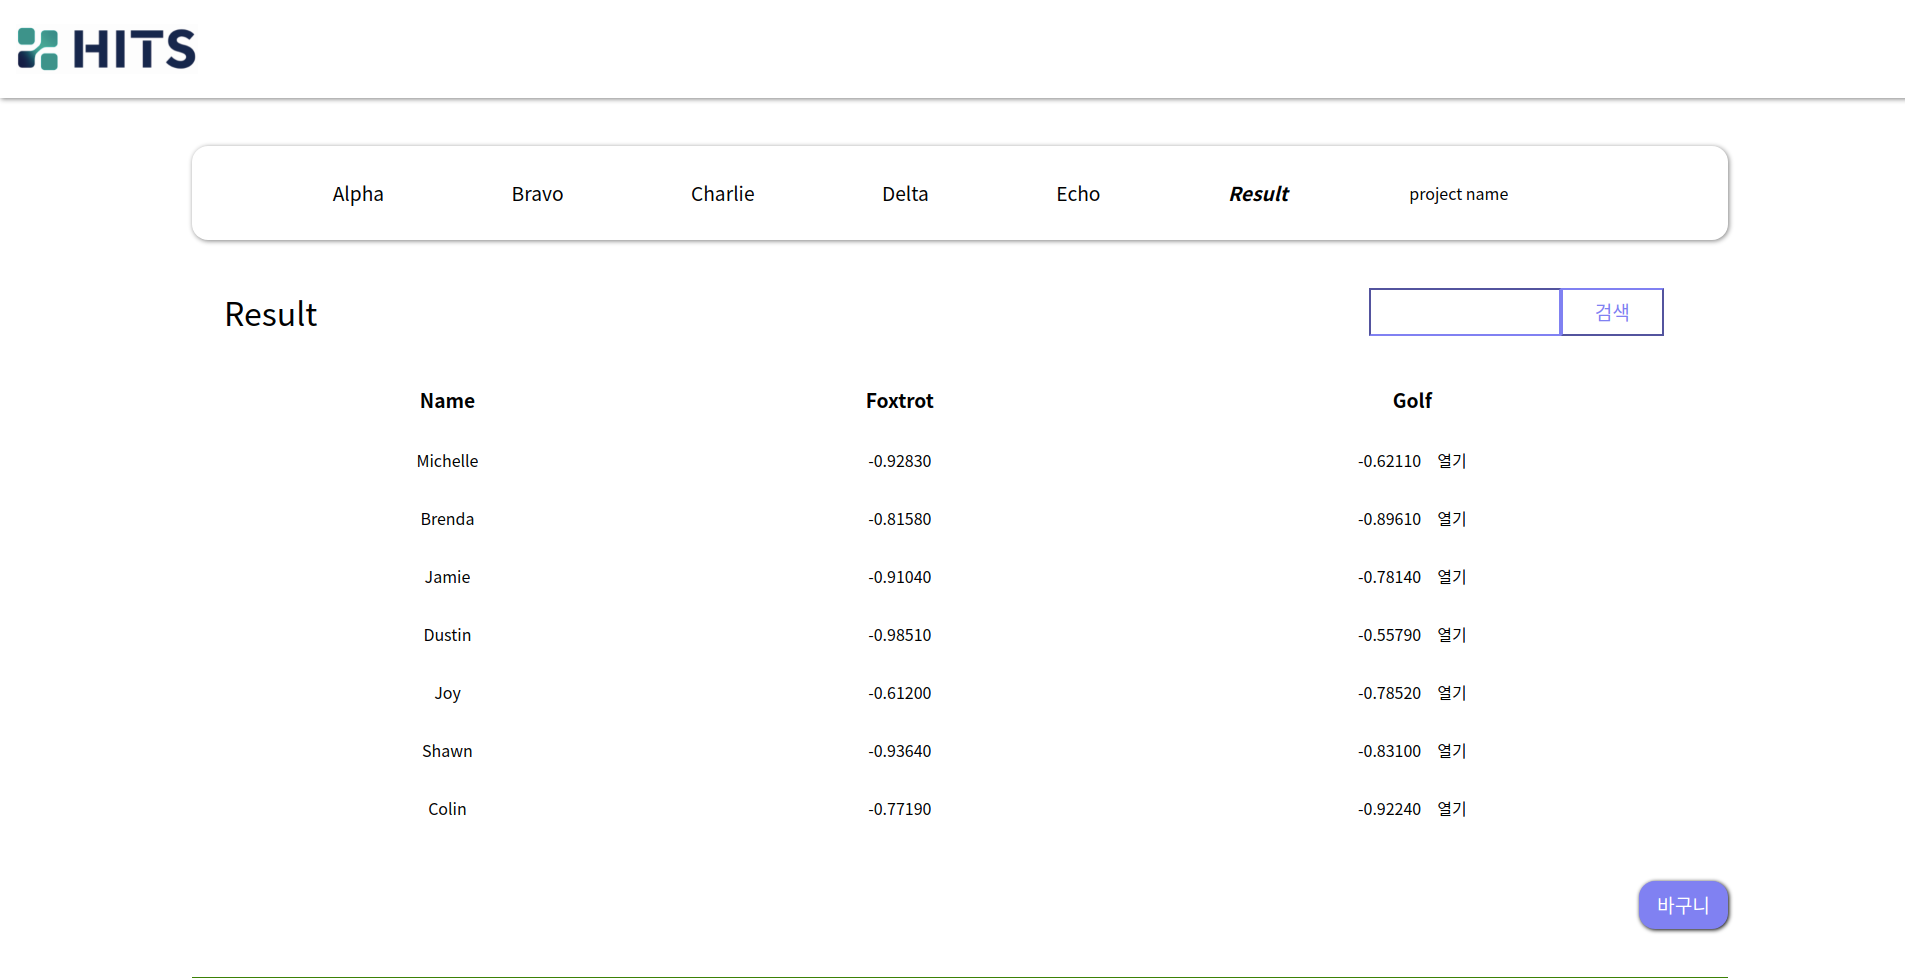 HITS
Alpha Bravo Charlie Delta Echo Result project name
Result 검색
Name Foxtrot Golf
Michelle -0.92830 -0.62110 열기
Brenda -0.81580 -0.89610 열기
Jamie -0.91040 -0.78140 열기
Dustin -0.98510 -0.55790 열기
Joy -0.61200 -0.78520 열기
Shawn -0.93640 -0.83100 열기
Colin -0.77190 -0.92240 열기
바구니